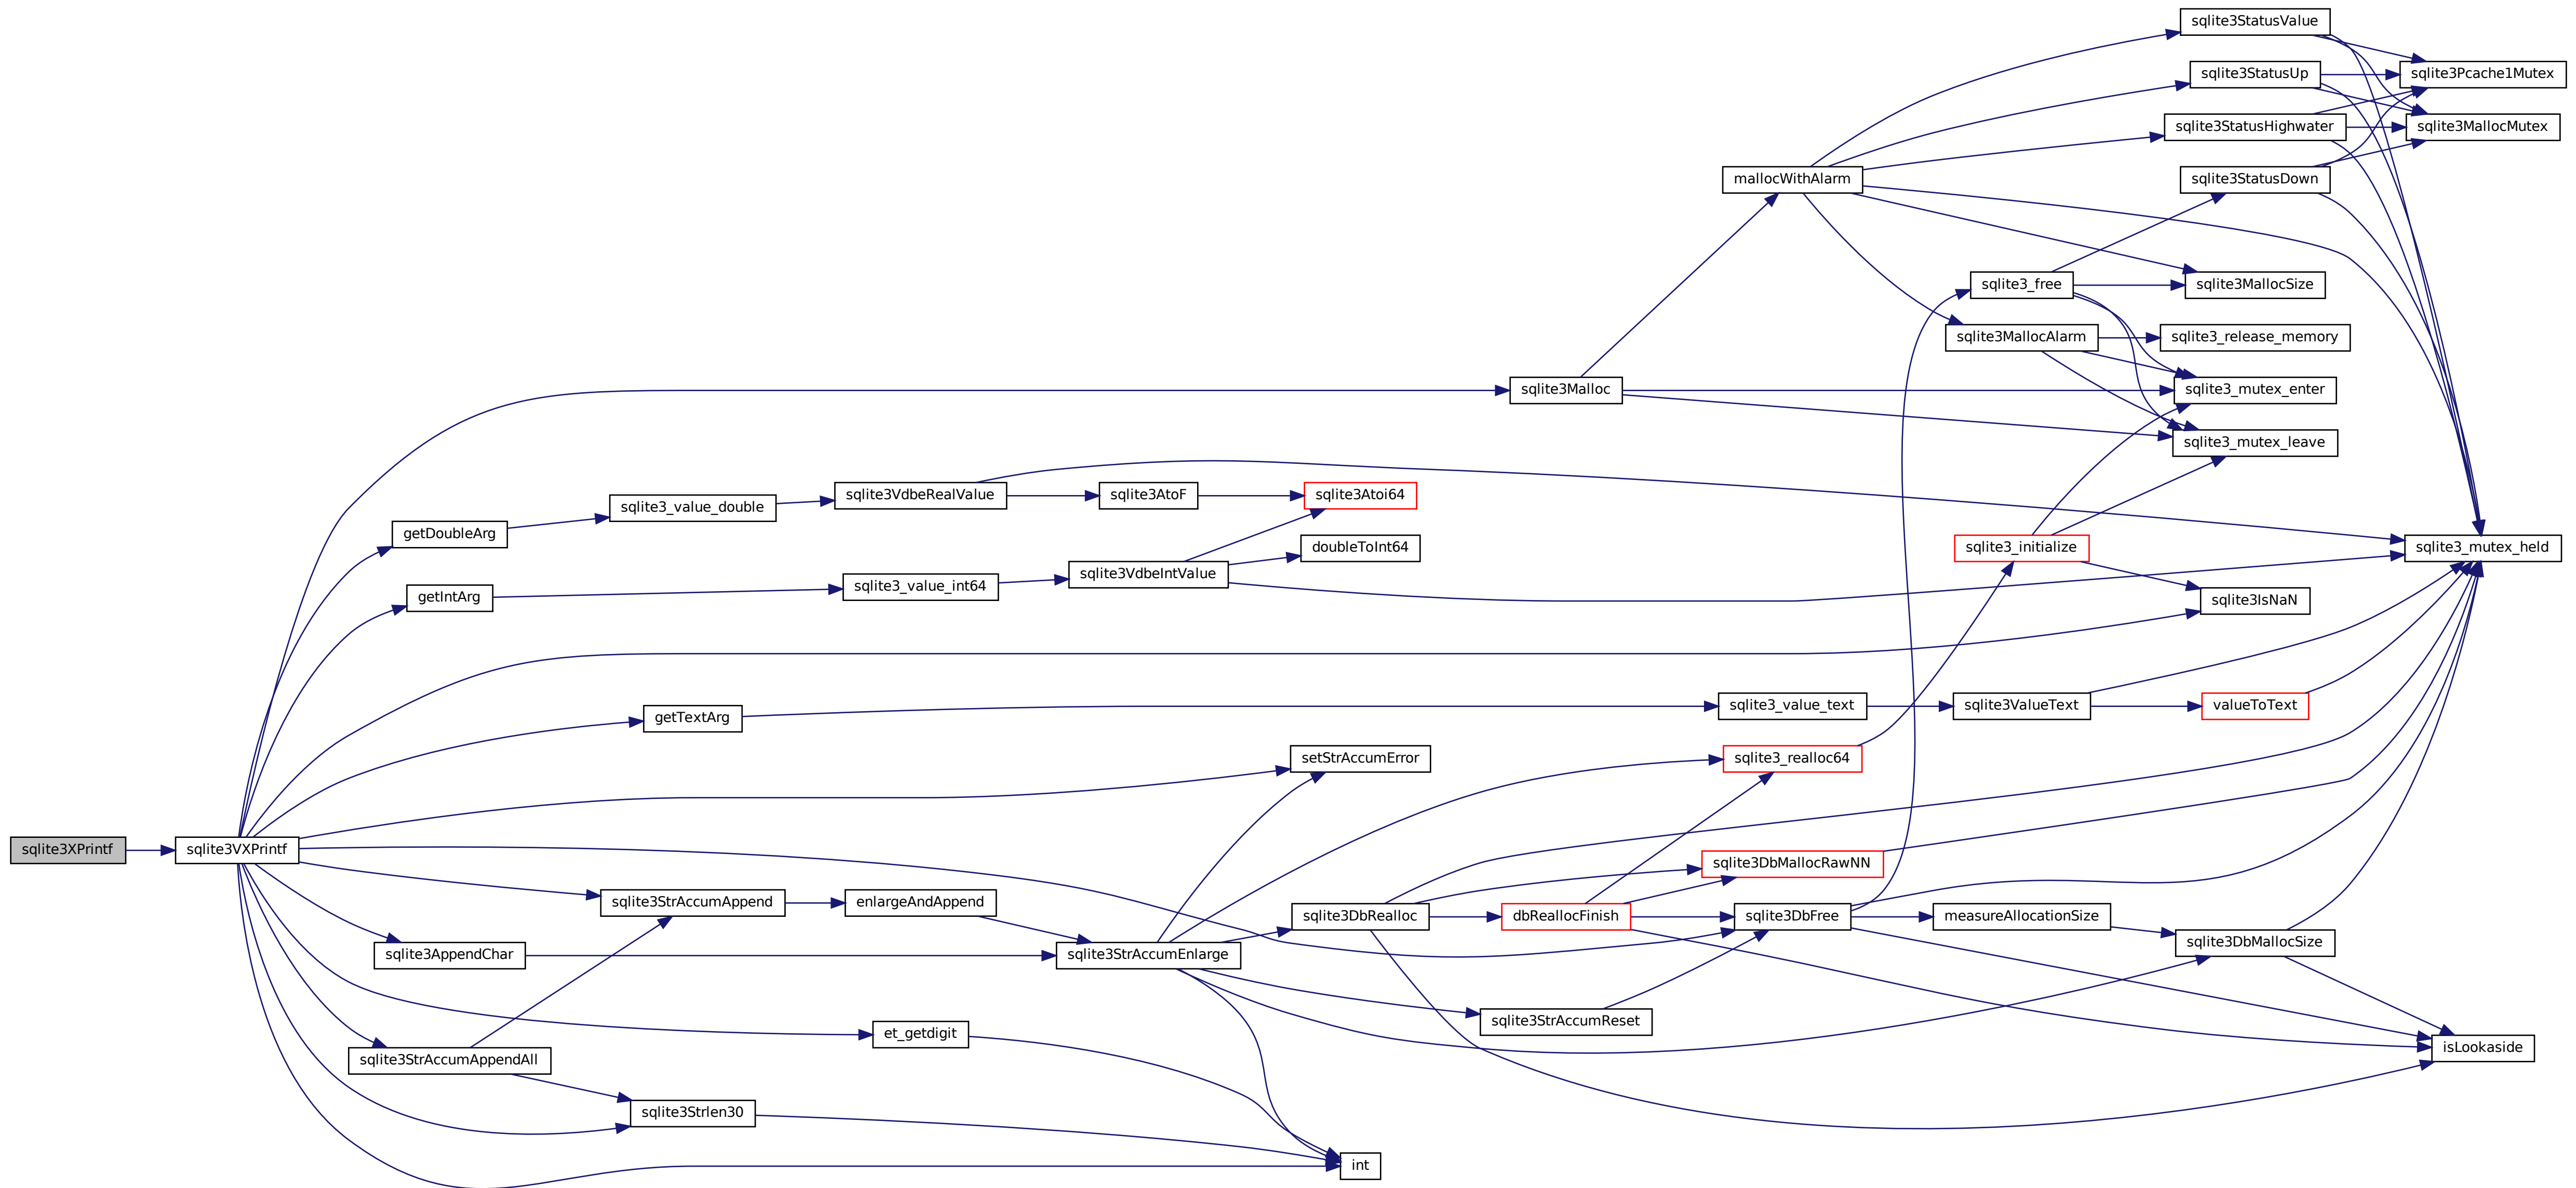 sqlite3StatusValue
sqlite3StatusUp
sqlite3Pcache1Mutex
sqlite3StatusHighwater
sqlite3MallocMutex
mallocWithAlarm
sqlite3StatusDown
sqlite3_free
sqlite3MallocSize
sqlite3MallocAlarm
sqlite3_release_memory
sqlite3Malloc
sqlite3_mutex_enter
sqlite3_mutex_leave
sqlite3VdbeRealValue
sqlite3AtoF
sqlite3Atoi64
sqlite3_value_double
getDoubleArg
doubleToInt64
sqlite3_initialize
sqlite3_mutex_held
sqlite3VdbeIntValue
sqlite3_value_int64
getIntArg
sqlite3IsNaN
getTextArg
sqlite3_value_text
sqlite3ValueText
valueToText
setStrAccumError
sqlite3_realloc64
sqlite3XPrintf
sqlite3VXPrintf
sqlite3DbMallocRawNN
sqlite3StrAccumAppend
enlargeAndAppend
sqlite3DbRealloc
dbReallocFinish
sqlite3DbFree
measureAllocationSize
sqlite3DbMallocSize
sqlite3AppendChar
sqlite3StrAccumEnlarge
sqlite3StrAccumReset
et_getdigit
isLookaside
sqlite3StrAccumAppendAll
sqlite3Strlen30
int